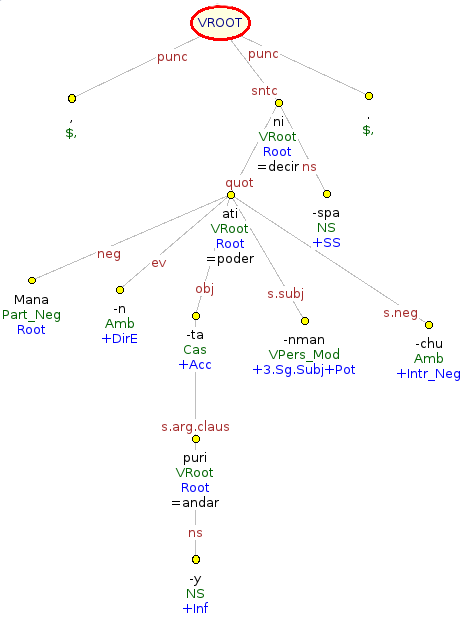 VROOT
punc
punc
,
$,
sntc
.
$,
ni
VRoot
Root
=decir
ns
quot
-spa
NS
+SS
ati
VRoot
Root
=poder
neg
ev
obj
s.subj
s.neg
Mana
Part_Neg
Root
-n
Amb
+DirE
-ta
Cas
+Acc
-nman
VPers_Mod
+3.Sg.Subj+Pot
-chu
Amb
+Intr_Neg
s.arg.claus
puri
VRoot
Root
=andar
ns
-y
NS
+Inf